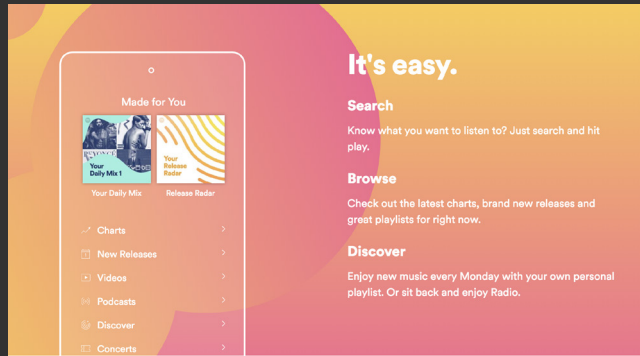 Made for You
BEYONCÉ
Your
Daily Mix 1
Your
Release
Radar
Your Daily Mix
Release Radar
Charts
New Releases
Videos
Podcasts
Discover
Concerts
It's easy.
Search
Know what you want to listen to? Just search and hit
play.
Browse
Check out the latest charts, brand new releases and
great playlists for right now.
Discover
Enjoy new music every Monday with your own personal
playlist. Or sit back and enjoy Radio.